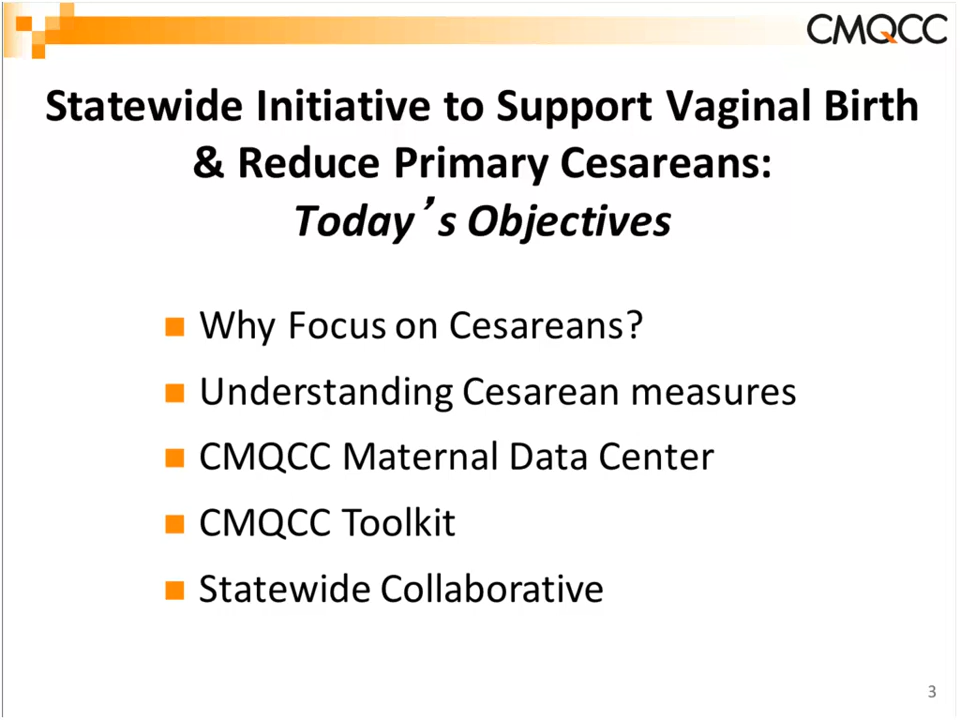 CMQCC
Statewide Initiative to Support Vaginal Birth
& Reduce Primary Cesareans:
Today’s Objectives
Why Focus on Cesareans?
Understanding Cesarean measures
CMQCC Maternal Data Center
CMQCC Toolkit
Statewide Collaborative
3